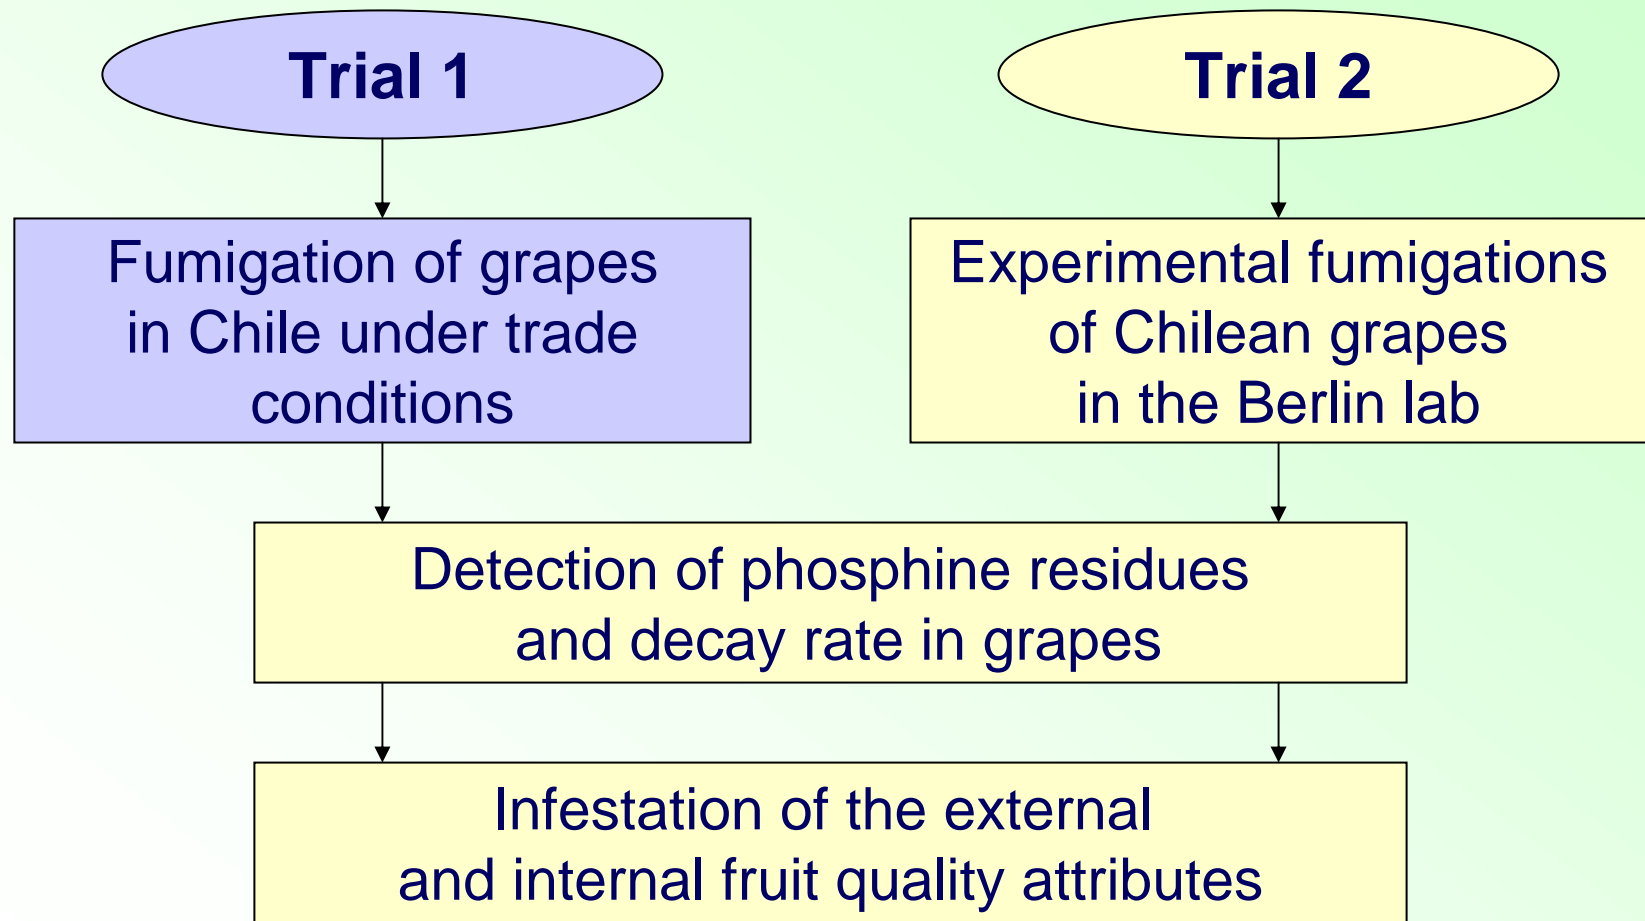 Trial 1
Trial 2
Fumigation of grapes
in Chile under trade
conditions
Experimental fumigations
of Chilean grapes
in the Berlin lab
Detection of phosphine residues
and decay rate in grapes
Infestation of the external
and internal fruit quality attributes